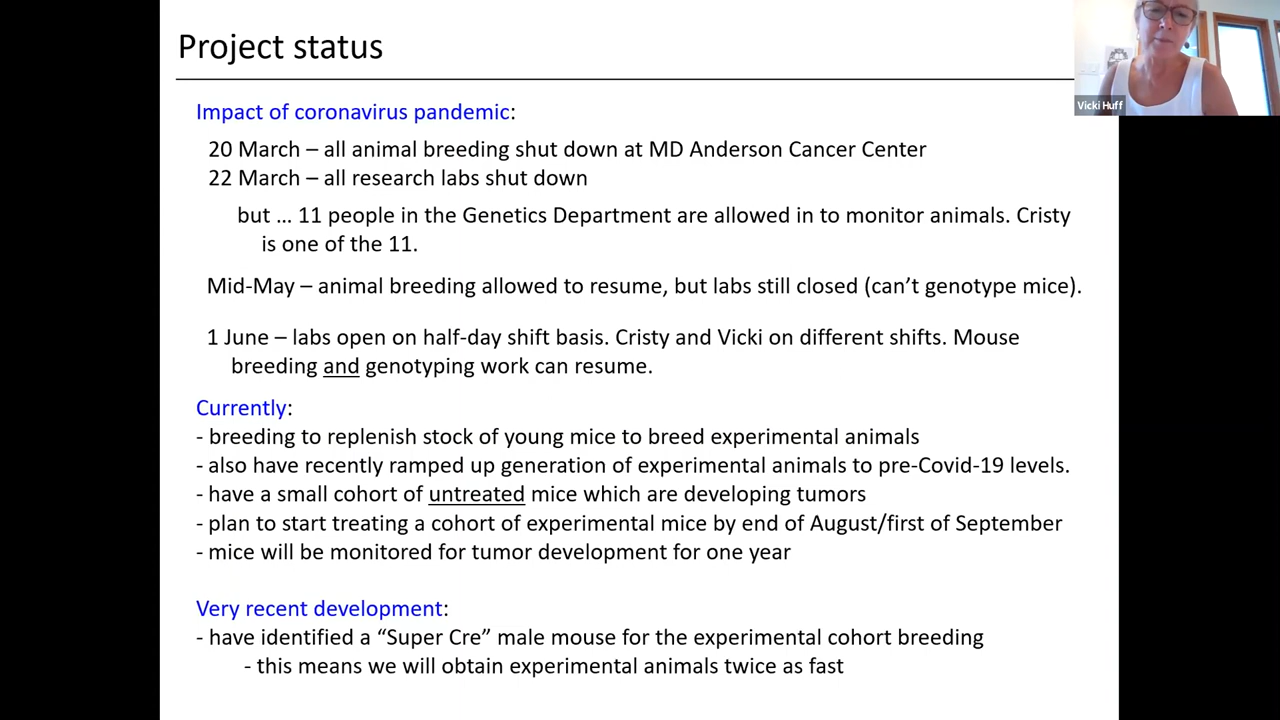 Project status
Vicki Huff
Impact of coronavirus pandemic:
20 March – all animal breeding shut down at MD Anderson Cancer Center
22 March – all research labs shut down
but … 11 people in the Genetics Department are allowed in to monitor animals. Cristy
is one of the 11.
Mid-May – animal breeding allowed to resume, but labs still closed (can’t genotype mice).
1 June – labs open on half-day shift basis. Cristy and Vicki on different shifts. Mouse
breeding and genotyping work can resume.
Currently:
- breeding to replenish stock of young mice to breed experimental animals
- also have recently ramped up generation of experimental animals to pre-Covid-19 levels.
- have a small cohort of untreated mice which are developing tumors
- plan to start treating a cohort of experimental mice by end of August/first of September
- mice will be monitored for tumor development for one year
Very recent development:
- have identified a “Super Cre” male mouse for the experimental cohort breeding
- this means we will obtain experimental animals twice as fast